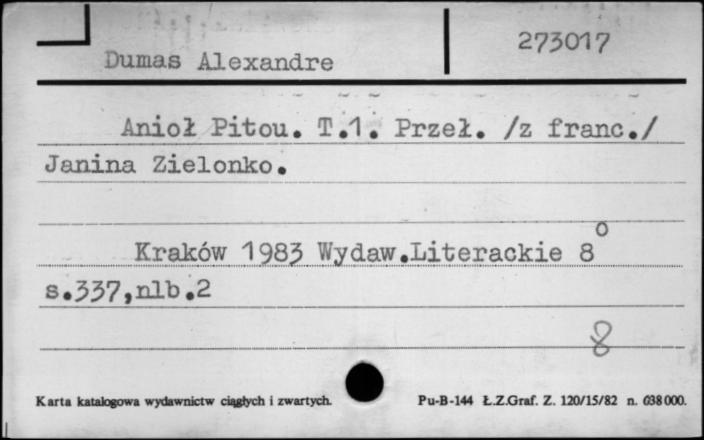 273017
Dumas Alexandre
Anioł Pitou. T.1. Przeł. /z franc./
Janina Zielonko.
Kraków 1983 Wydaw.Literackie 8°
s.337,nlb.2
8
Karta katalogowa wydawnictw ciągłych i zwartych. Pu-B-144 Ł.Z.Graf. Z. 120/15/82 n. 638000.